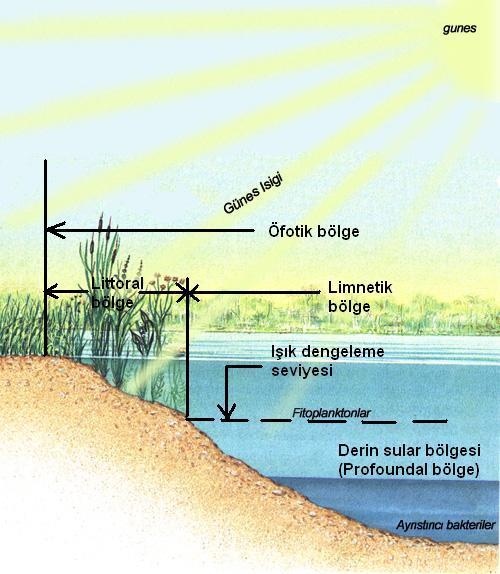 gunes
Günes Isigi
Öfotik bölge
Littoral
bölge
Limnetik
bölge
Işık dengeleme
seviyesi
Fitoplanktonlar
Derin sular bölgesi
(Profoundal bölge)
Ayrıstırıcı bakteriler